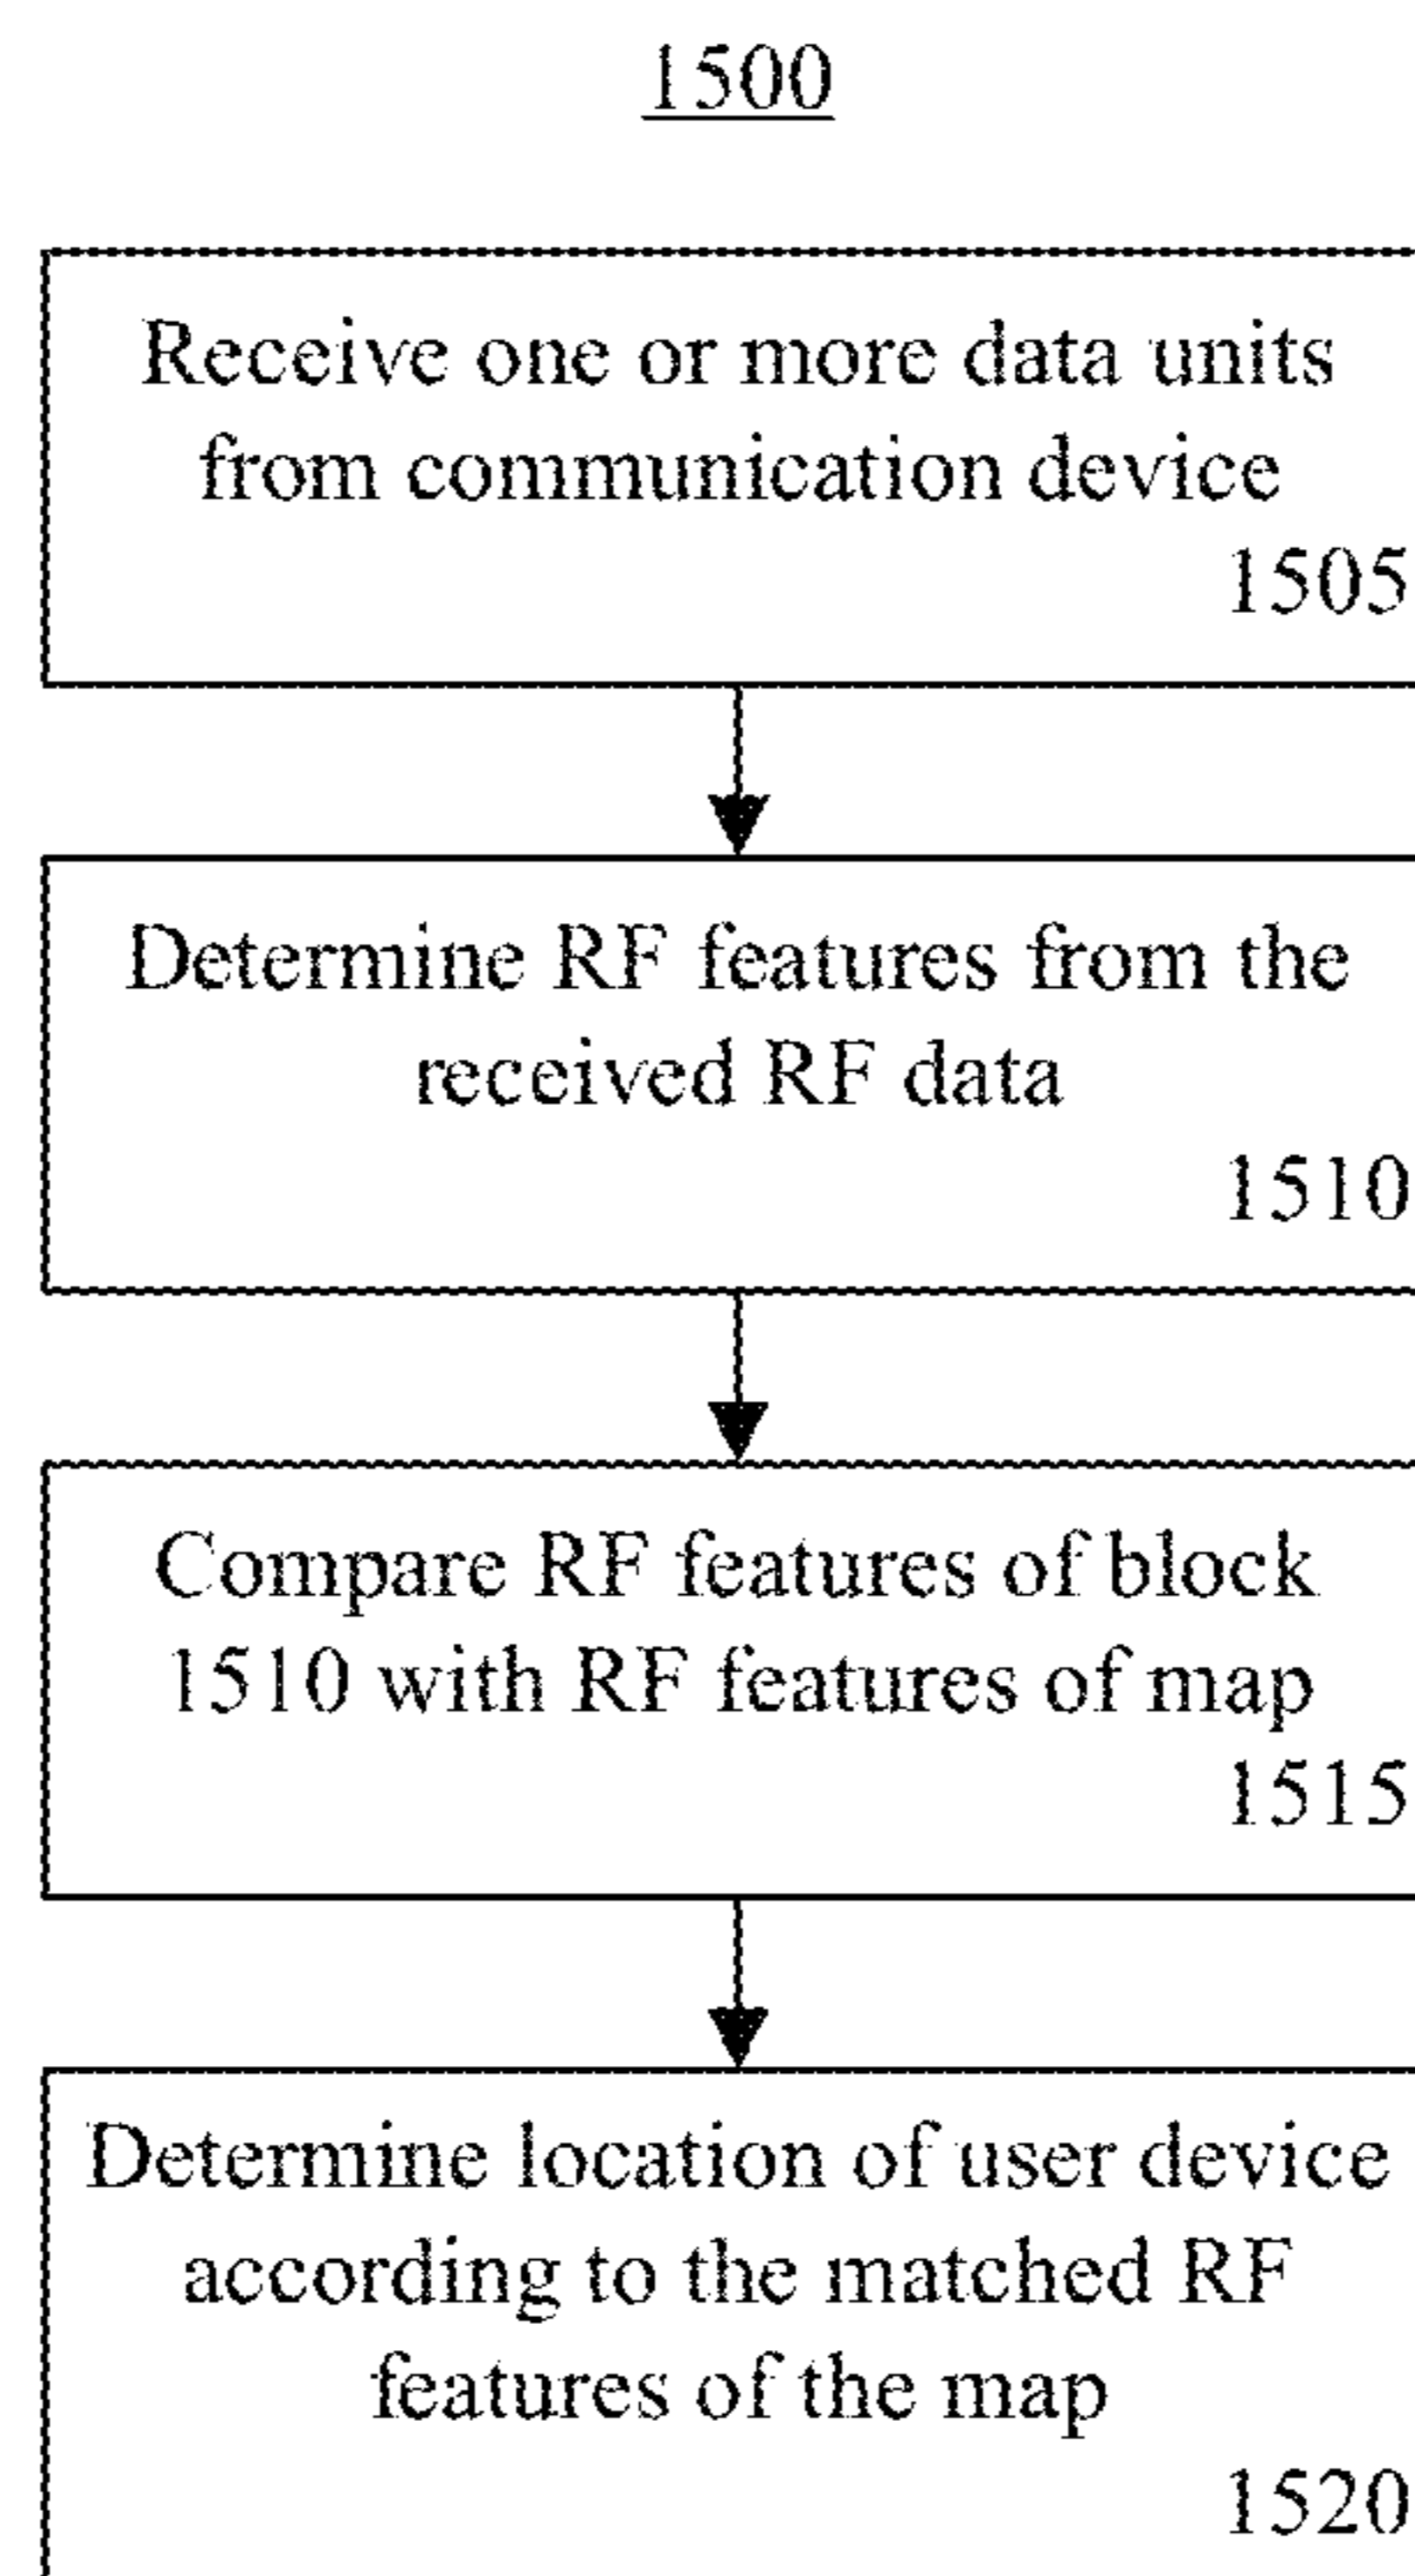 1500
Receive one or more data units
from communication device
1505
Determine RF features from the
received RF data
1510
Compare RF features of block
1510 with RF features of map
1515
Determine location of user device
according to the matched RF
features of the map
1520